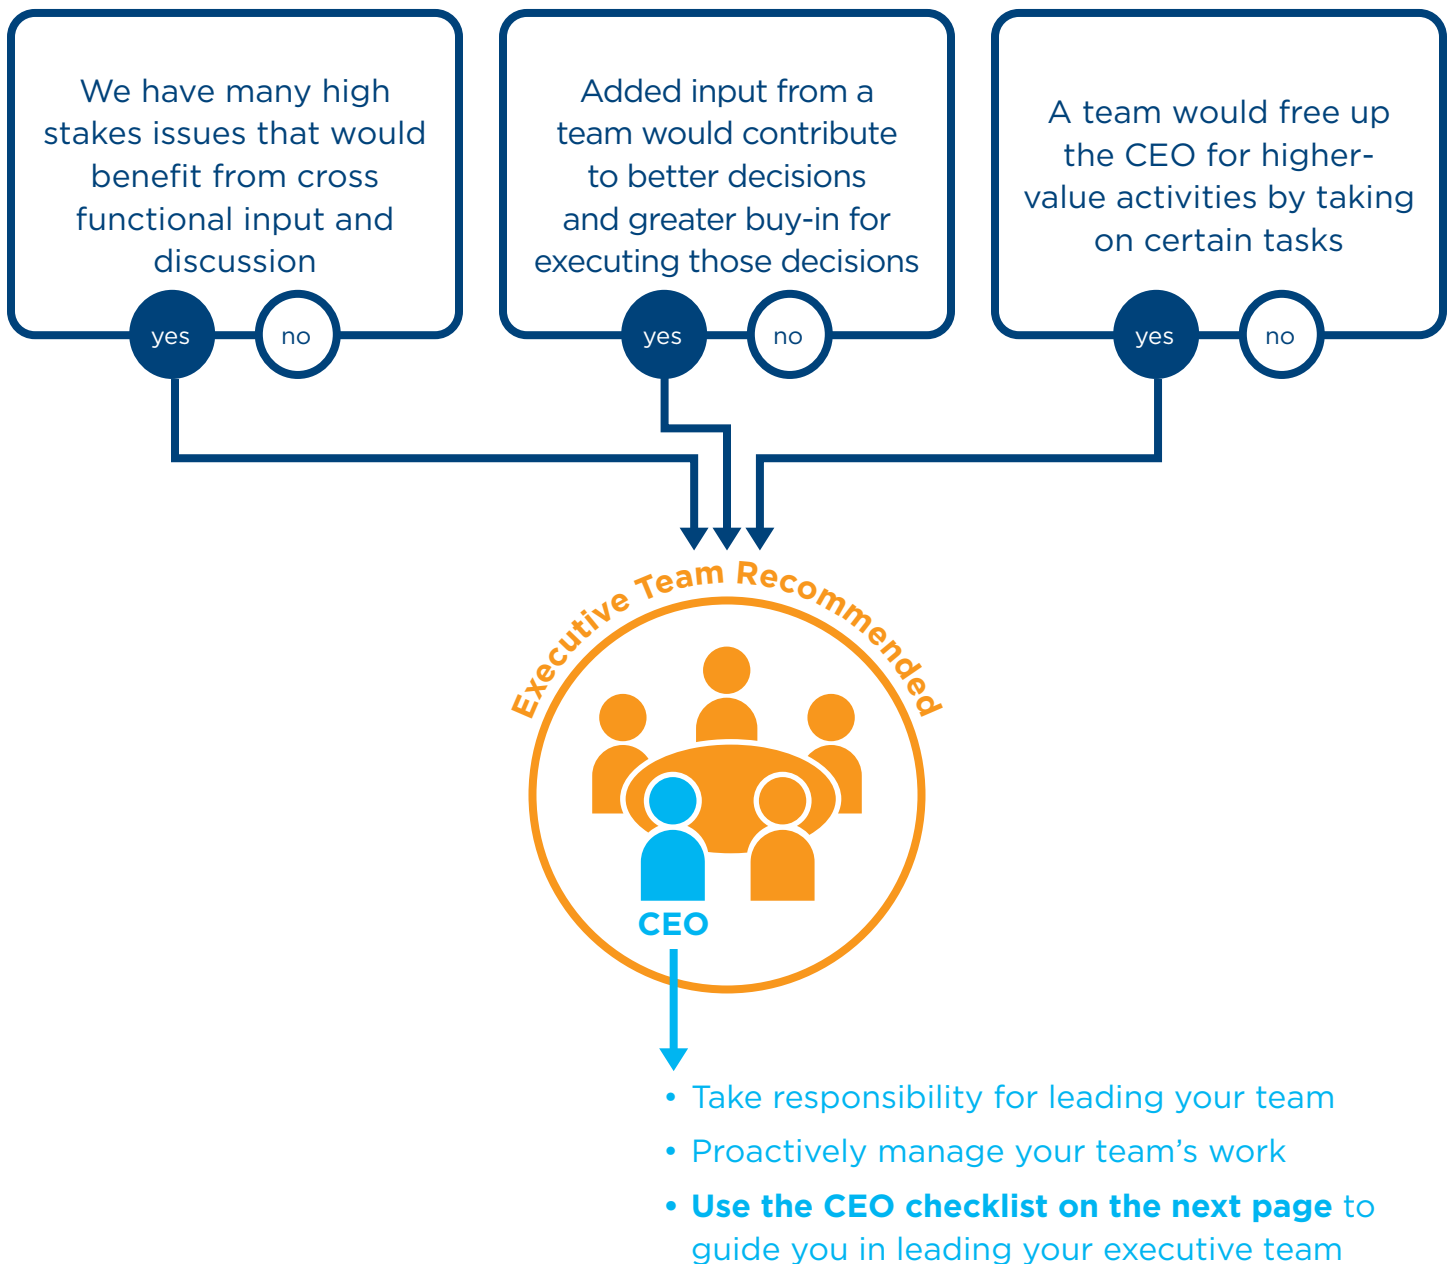 We have many high
stakes issues that would
benefit from cross
functional input and
discussion
yes
no
Added input from a
team would contribute
to better decisions
and greater buy-in for
executing those decisions
yes
no
A team would free up
the CEO for higher-
value activities by taking
on certain tasks
yes
no
Executive Team Recommended
CEO
• Take responsibility for leading your team
• Proactively manage your team’s work
• Use the CEO checklist on the next page to
guide you in leading your executive team